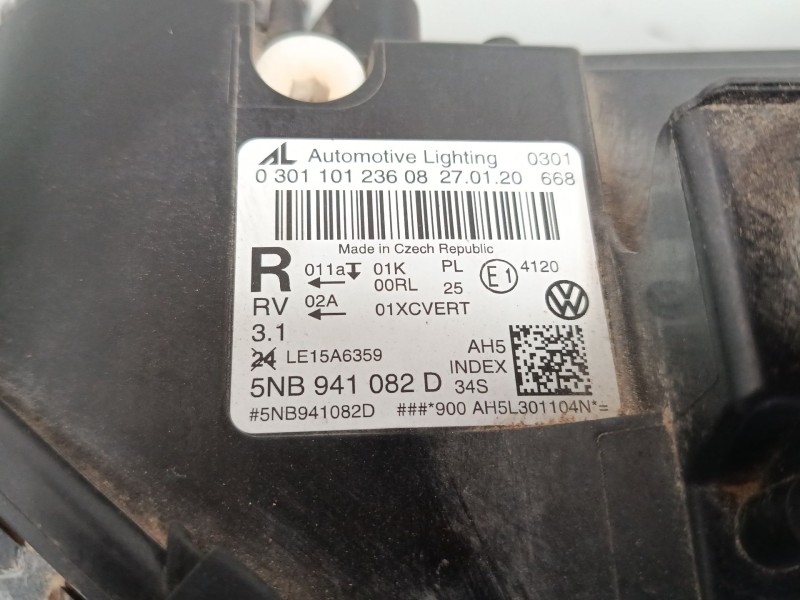 AL Automotive Lighting 0301
0 301 101 236 08 27.01.20 668
Made in Czech Republic
R 011a 01K PL E1 4120
00RL 25
RV 02A 01XCVERT
3.1
24 LE15A6359 AH5
INDEX
5NB 941 082 D 34S
#5NB941082D ###*900 AH5L301104N*=